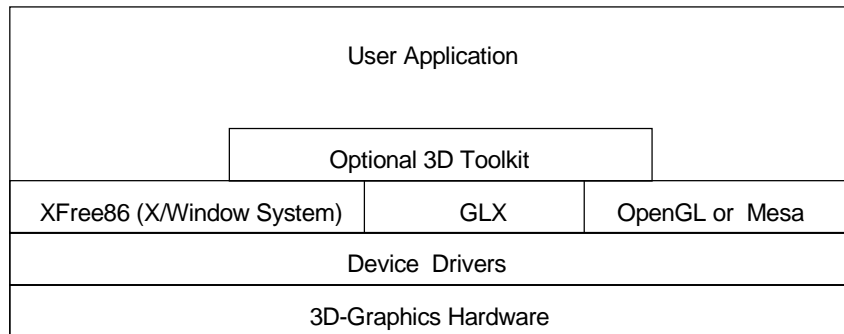 User Application
Optional 3D Toolkit
XFree86 (X/Window System) GLX OpenGL or Mesa
Device Drivers
3D-Graphics Hardware